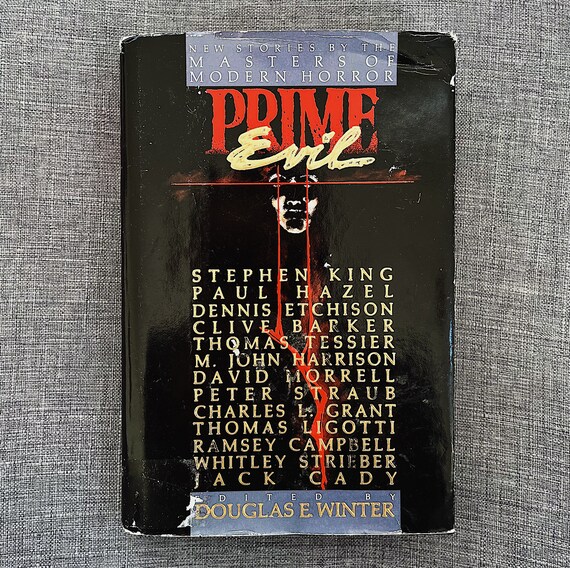 NEW STORIES BY THE
MASTERS OF
MODERN HORROR
PRIME
Evil
STEPHEN KING
PAUL HAZEL
DENNIS ETCHISON
CLIVE BARKER
THOMAS TESSIER
M. JOHN HARRISON
DAVID MORRELL
PETER STRAUB
CHARLES L. GRANT
THOMAS LIGOTTI
RAMSEY CAMPBELL
WHITLEY STRIEBER
JACK CADY
EDITED BY
DOUGLAS E. WINTER